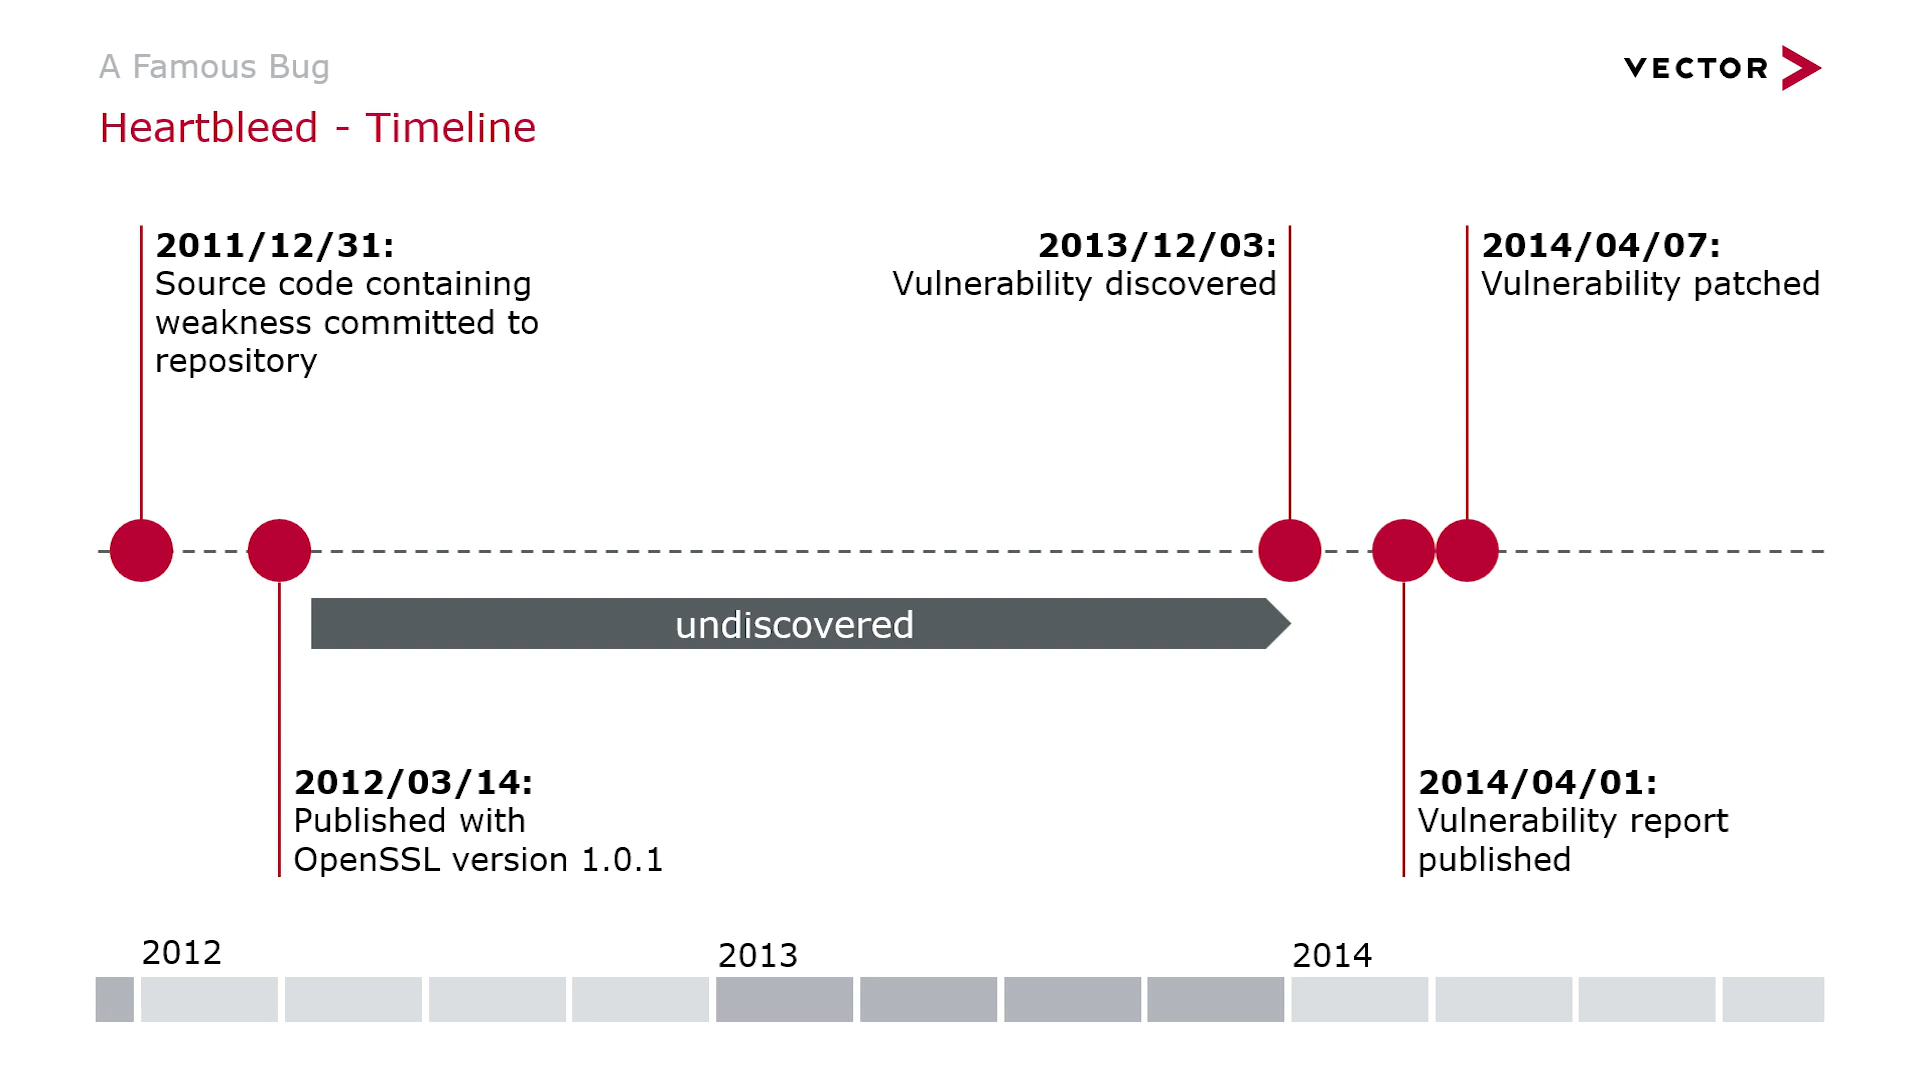 A Famous Bug
VECTOR
Heartbleed - Timeline
2011/12/31:
Source code containing
weakness committed to
repository
2013/12/03:
Vulnerability discovered
2014/04/07:
Vulnerability patched
undiscovered
2012/03/14:
Published with
OpenSSL version 1.0.1
2014/04/01:
Vulnerability report
published
2012
2013
2014